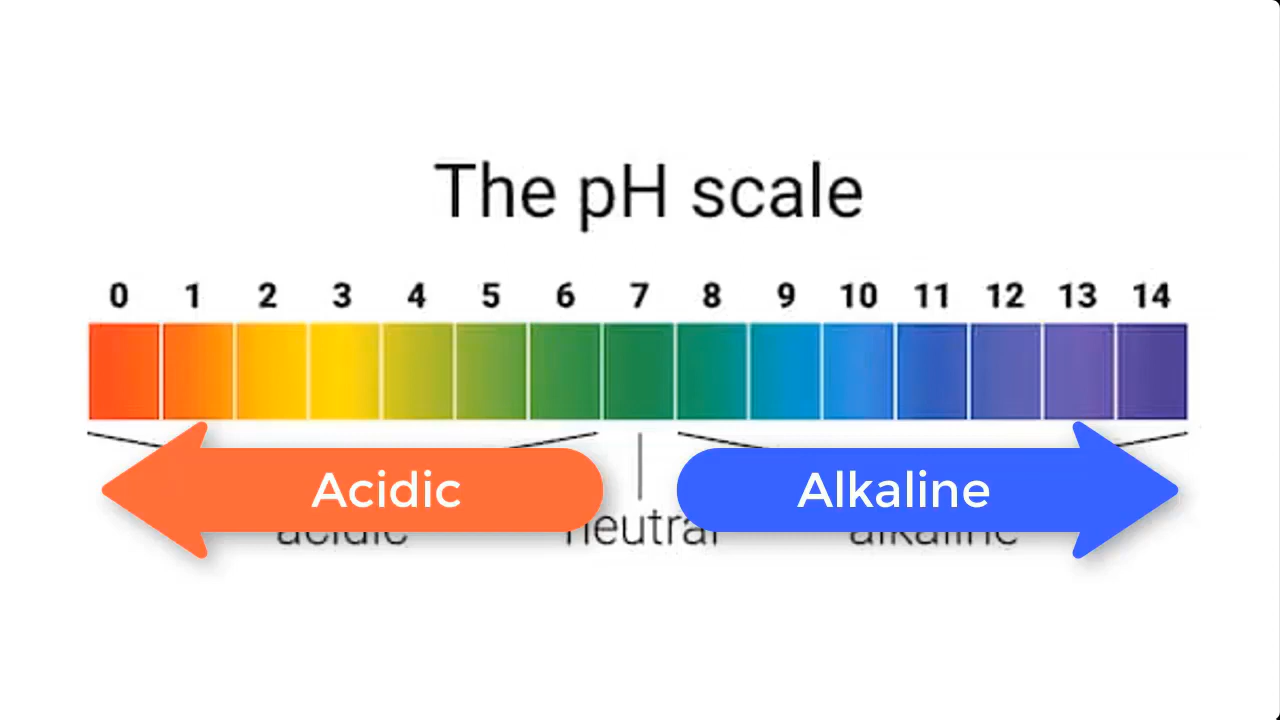 The pH scale
0 1 2 3 4 5 6 7 8 9 10 11 12 13 14
Acidic Alkaline
acidic neutral alkaline